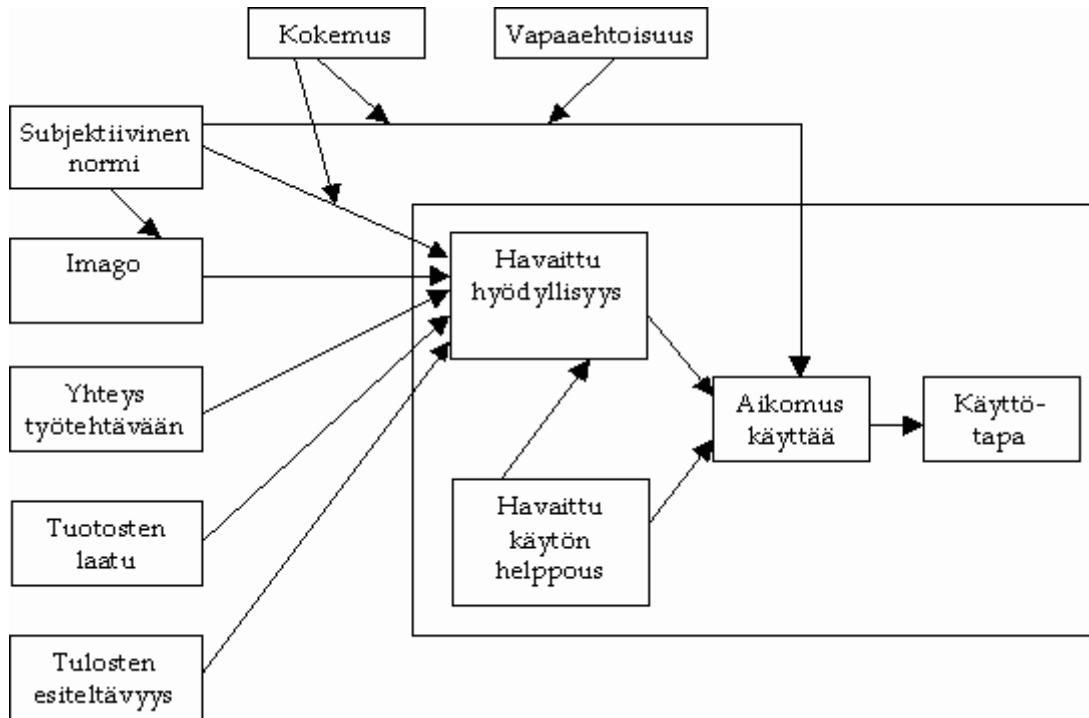 Kokemus
Vapaaehtoisuus
Subjektiivinen
normi
Imago
Havaittu
hyödyllisyys
Yhteys
työtehtävään
Aikomus
käyttää
Käyttö-
tapa
Tuotosten
laatu
Havaittu
käytön
helppous
Tulosten
esiteltävyys